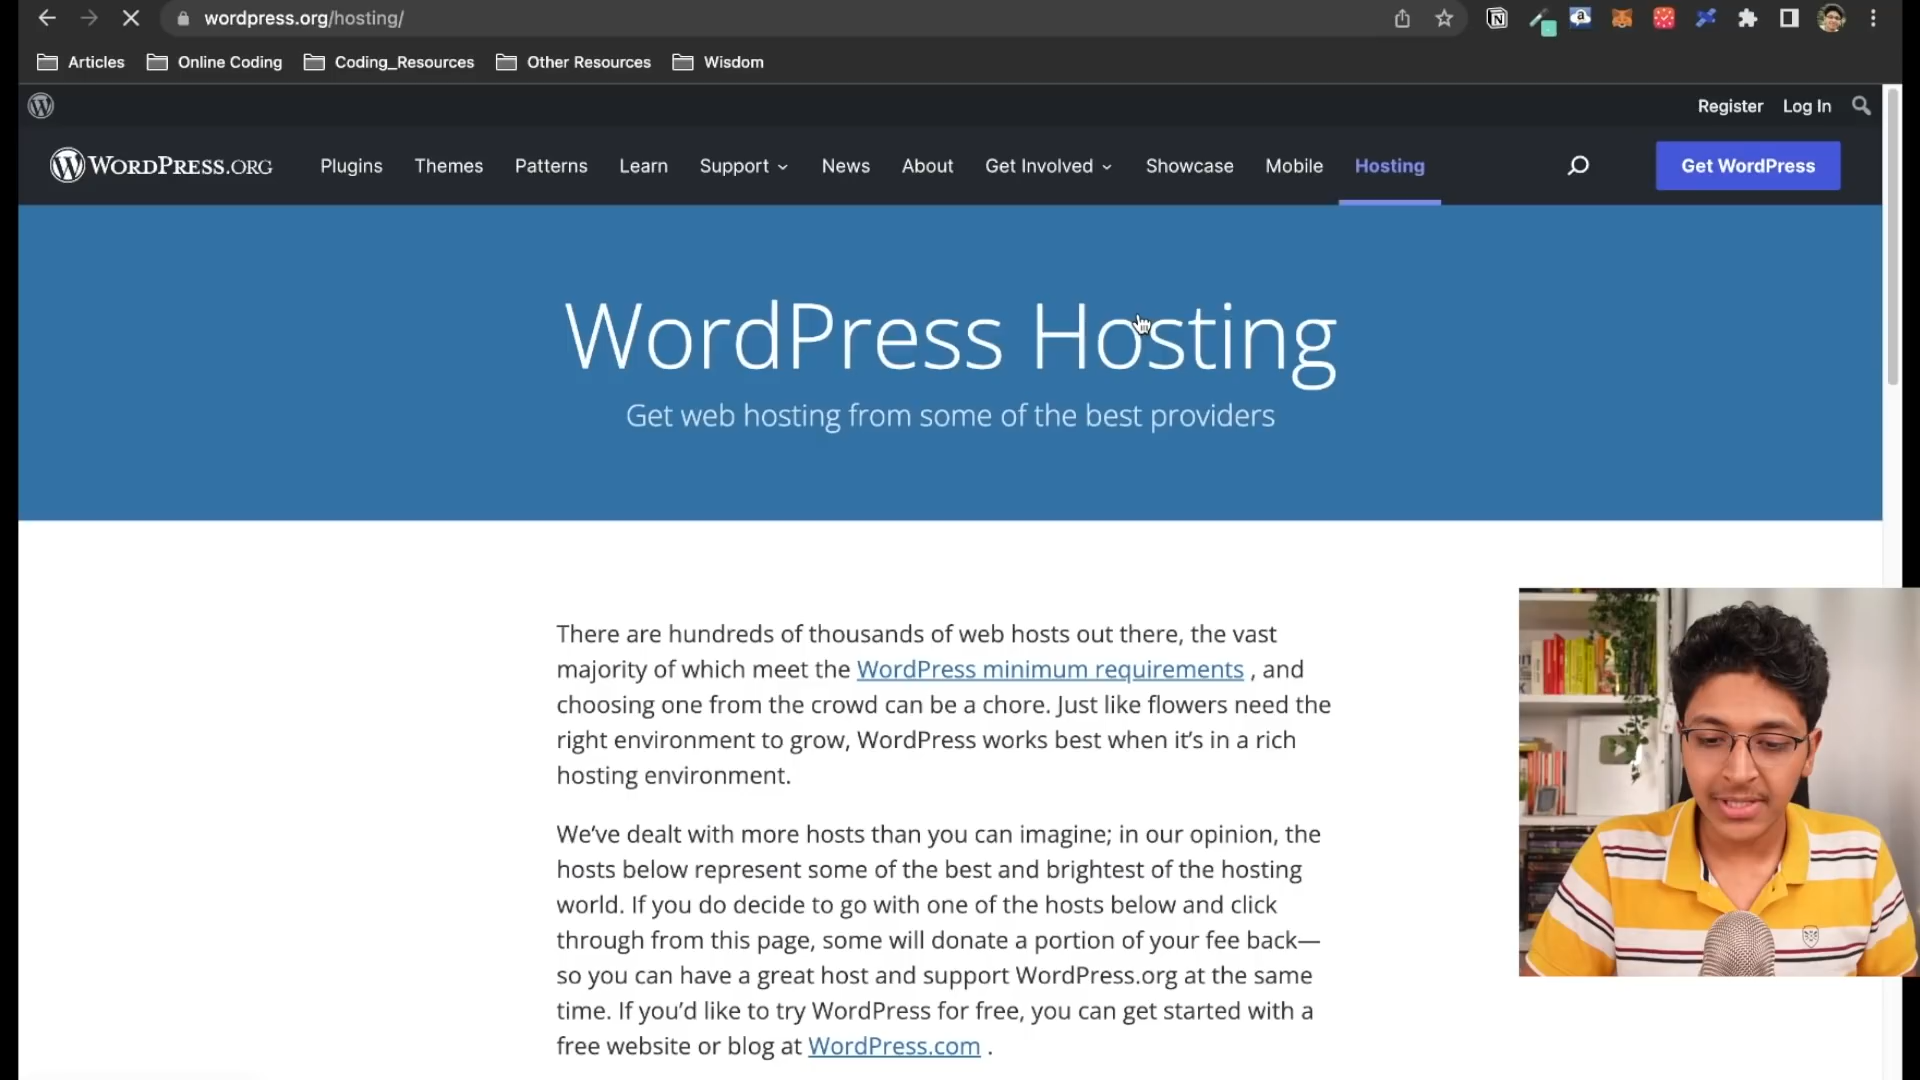 wordpress.org/hosting/
Articles Online Coding Coding_Resources Other Resources Wisdom
Register Log In
WORDPRESS.ORG Plugins Themes Patterns Learn Support News About Get Involved Showcase Mobile Hosting Get WordPress
WordPress Hosting
Get web hosting from some of the best providers
There are hundreds of thousands of web hosts out there, the vast
majority of which meet the WordPress minimum requirements , and
choosing one from the crowd can be a chore. Just like flowers need the
right environment to grow, WordPress works best when it’s in a rich
hosting environment.
We’ve dealt with more hosts than you can imagine; in our opinion, the
hosts below represent some of the best and brightest of the hosting
world. If you do decide to go with one of the hosts below and click
through from this page, some will donate a portion of your fee back—
so you can have a great host and support WordPress.org at the same
time. If you’d like to try WordPress for free, you can get started with a
free website or blog at WordPress.com .